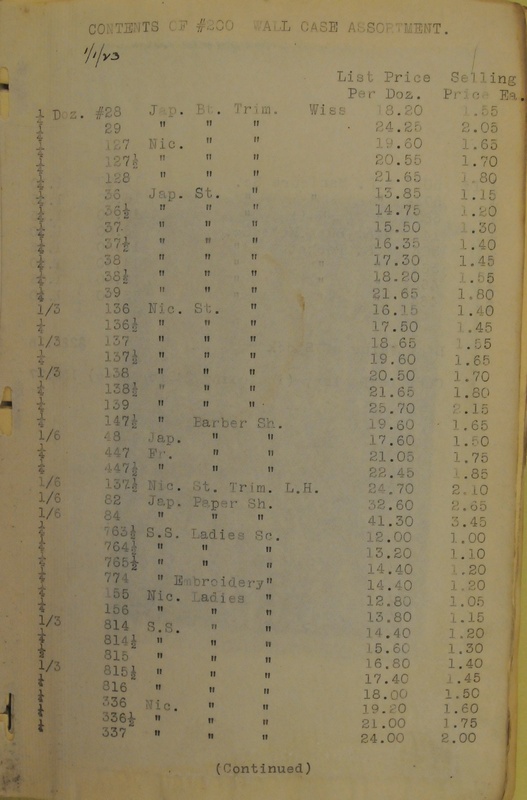 CONTENTS OF #200 WALL CASE ASSORTMENT.
1/1/23
List Price Selling
Per Doz. Price Ea.
Doz. #28 Jap. Bt. Trim. Wiss 18.20 1.55
29 " " " 24.25 2.05
127 Nic. " " 19.60 1.65
127½ " " " 20.55 1.70
128 " " " 21.65 1.80
36 Jap. St. " 13.85 1.15
36½ " " " 14.75 1.20
37 " " " 15.50 1.30
37½ " " " 16.35 1.40
38 " " " 17.30 1.45
38½ " " " 18.20 1.55
39 " " " 21.65 1.80
1/3 136 Nic. St. " 16.15 1.40
136½ " " " 17.50 1.45
1/3 137 " " " 18.65 1.55
137½ " " " 19.60 1.65
1/3 138 " " " 20.50 1.70
138½ " " " 21.65 1.80
139 " " " 25.70 2.15
147½ " Barber Sh. 19.60 1.65
1/6 48 Jap. " " 17.60 1.50
447 Fr. " " 21.05 1.75
447½ " " " 22.45 1.85
1/6 137½ Nic. St. Trim. L.H. 24.70 2.10
1/6 82 Jap. Paper Sh. 32.60 2.65
1/6 84 " " " 41.30 3.45
763½ S.S. Ladies Sc. 12.00 1.00
764½ " " " 13.20 1.10
765½ " " " 14.40 1.20
774 " Embroidery" 14.40 1.20
155 Nic. Ladies " 12.80 1.05
156 " " " 13.80 1.15
1/3 814 S.S. " " 14.40 1.20
814½ " " " 15.60 1.30
1/3 815 " " " 16.80 1.40
815½ " " " 17.40 1.45
816 " " " 18.00 1.50
336 Nic. " " 19.20 1.60
336½ " " " 21.00 1.75
337 " " " 24.00 2.00
(Continued)